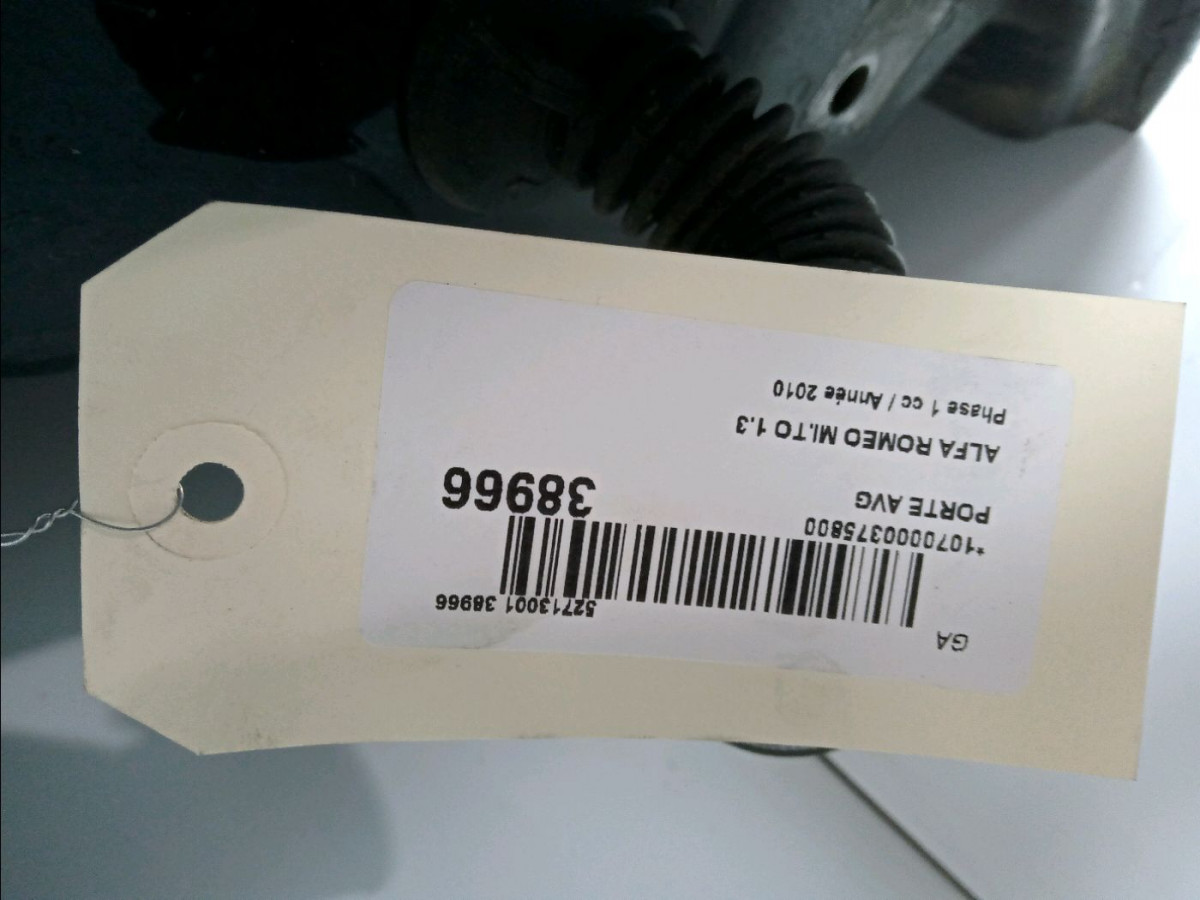 GA
52713001 38966
*1070000375800
38966
PORTE AVG
ALFA ROMEO MI.TO 1.3
Phase 1 cc / Année 2010